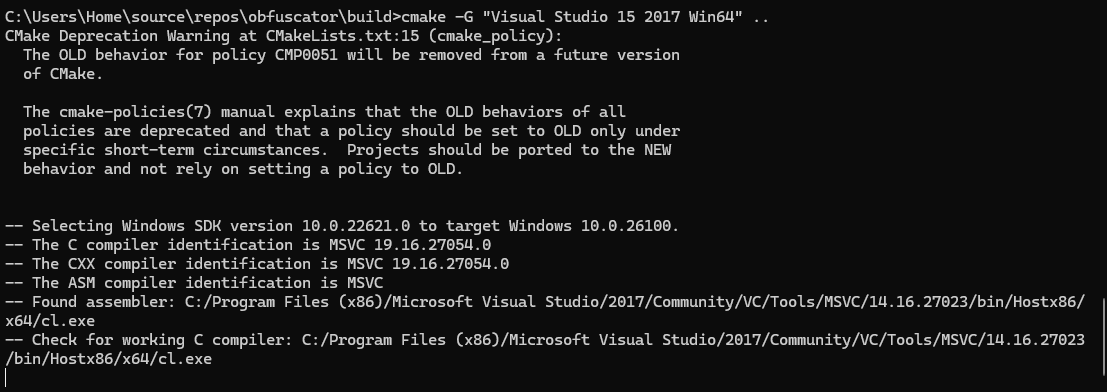 C:\Users\Home\source\repos\obfuscator\build>cmake -G "Visual Studio 15 2017 Win64" ..
CMake Deprecation Warning at CMakeLists.txt:15 (cmake_policy):
  The OLD behavior for policy CMP0051 will be removed from a future version
  of CMake.

  The cmake-policies(7) manual explains that the OLD behaviors of all
  policies are deprecated and that a policy should be set to OLD only under
  specific short-term circumstances.  Projects should be ported to the NEW
  behavior and not rely on setting a policy to OLD.


-- Selecting Windows SDK version 10.0.22621.0 to target Windows 10.0.26100.
-- The C compiler identification is MSVC 19.16.27054.0
-- The CXX compiler identification is MSVC 19.16.27054.0
-- The ASM compiler identification is MSVC
-- Found assembler: C:/Program Files (x86)/Microsoft Visual Studio/2017/Community/VC/Tools/MSVC/14.16.27023/bin/Hostx86/
x64/cl.exe
-- Check for working C compiler: C:/Program Files (x86)/Microsoft Visual Studio/2017/Community/VC/Tools/MSVC/14.16.27023
/bin/Hostx86/x64/cl.exe